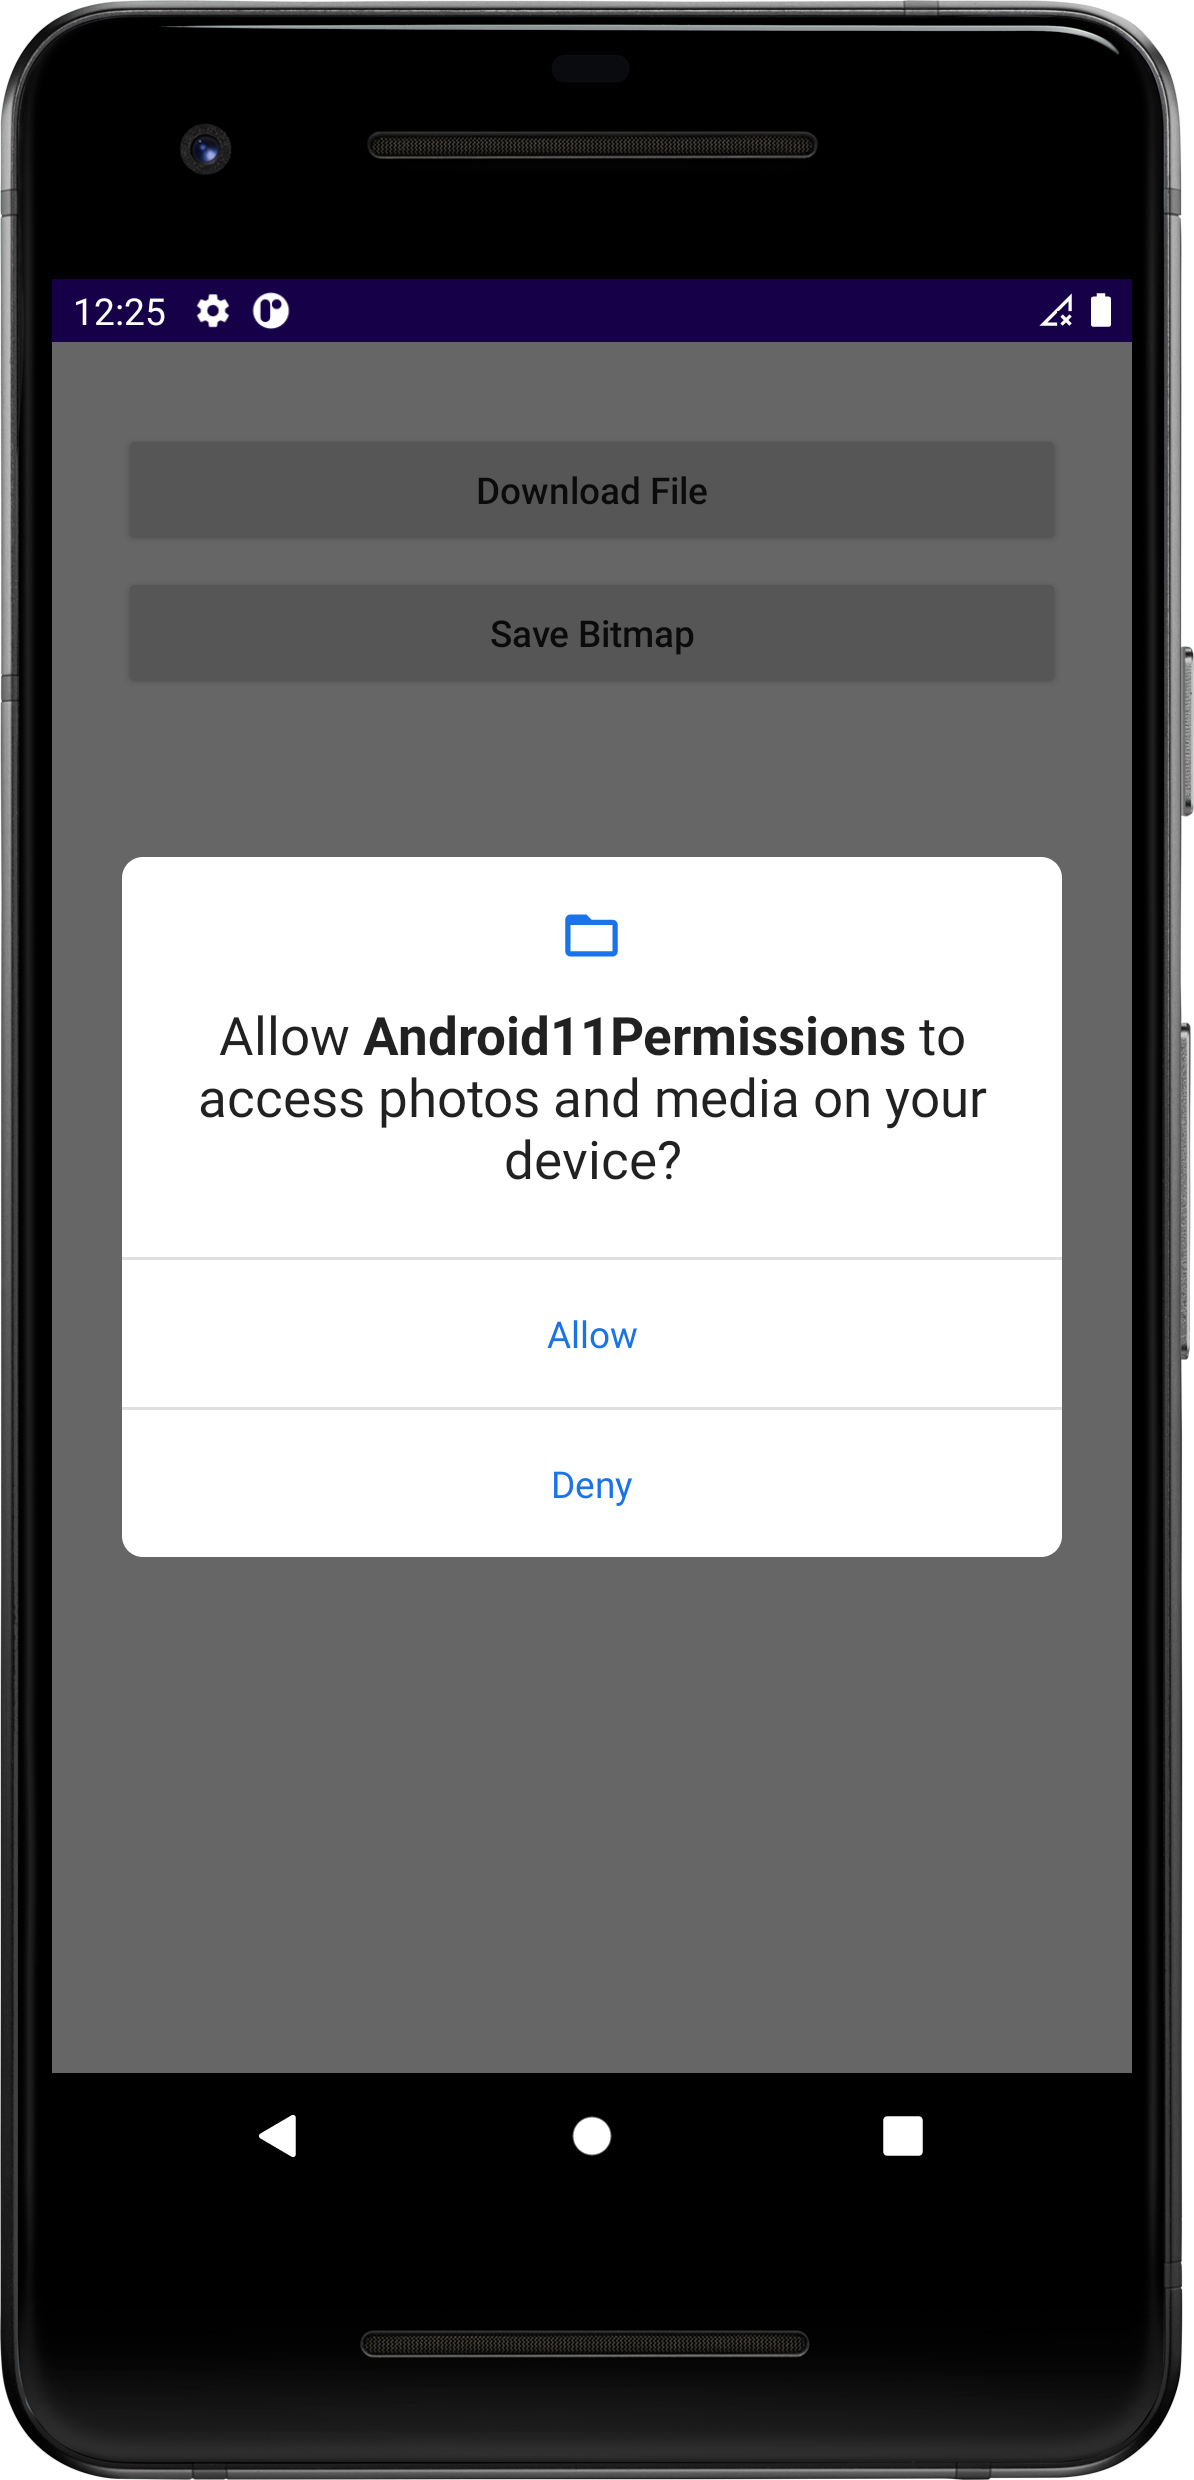 12:25
Download File
Save Bitmap
Allow Android11Permissions to
access photos and media on your
device?
Allow
Deny